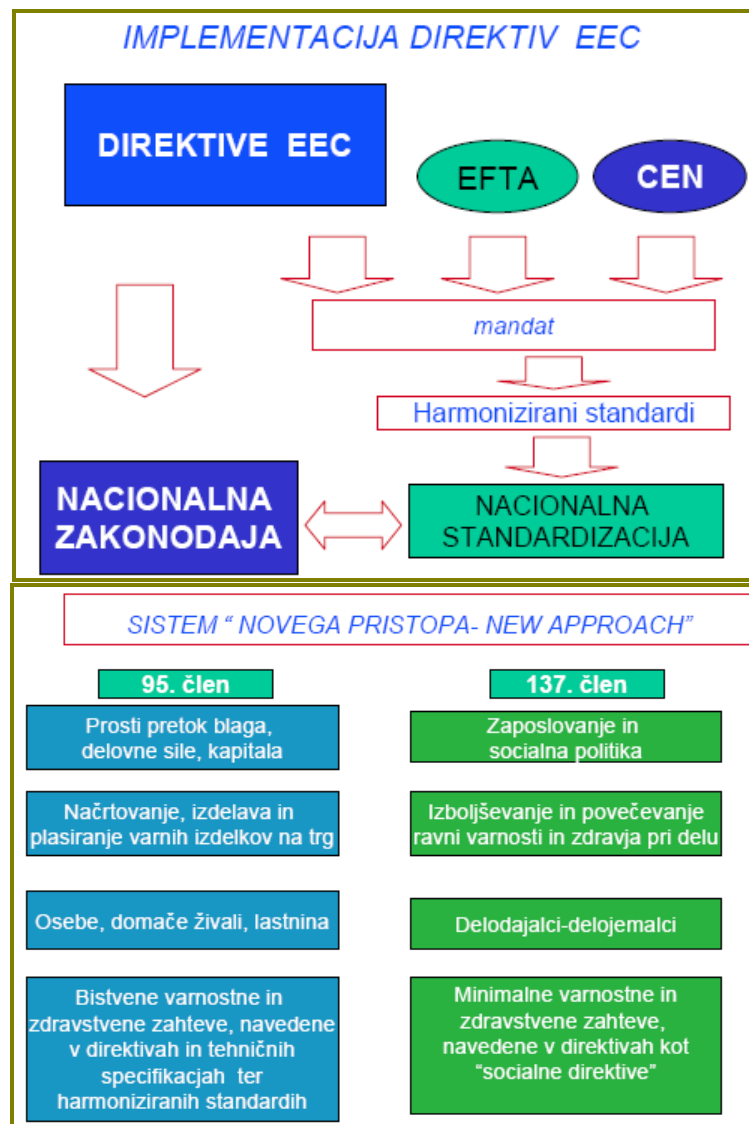 IMPLEMENTACIJA DIREKTIV EEC
DIREKTIVE EEC
EFTA
CEN
mandat
Harmonizirani standardi
NACIONALNA
ZAKONODAJA
NACIONALNA
STANDARDIZACIJA
SISTEM “ NOVEGA PRISTOPA- NEW APPROACH”
95. člen
Prosti pretok blaga,
delovne sile, kapitala
Načrtovanje, izdelava in
plasiranje varnih izdelkov na trg
Osebe, domače živali, lastnina
Bistvene varnostne in
zdravstvene zahteve, navedene
v direktivah in tehničnih
specifikacjah ter
harmoniziranih standardih
137. člen
Zaposlovanje in
socialna politika
Izboljševanje in povečevanje
ravni varnosti in zdravja pri delu
Delodajalci-delojemalci
Minimalne varnostne in
zdravstvene zahteve,
navedene v direktivah kot
“socialne direktive”